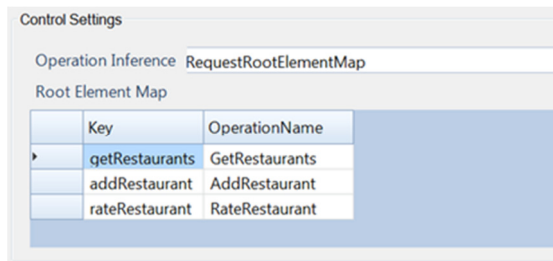 Control Settings
Operation Inference RequestRootElementMap
Root Element Map
Key OperationName
getRestaurants GetRestaurants
addRestaurant AddRestaurant
rateRestaurant RateRestaurant